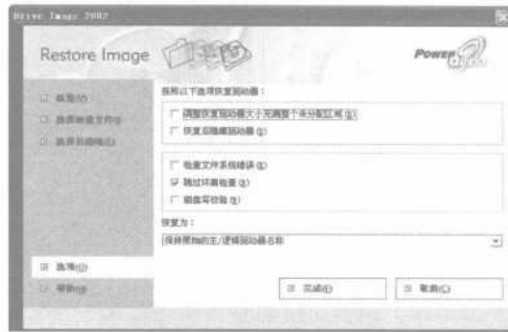 Drive Image 2002
Restore Image
POWER
按照以下选项恢复驱动器：
调整恢复驱动器大小充满整个未分配区域(R)
恢复后隐藏驱动器
检查文件系统错误
跳过坏扇检查
磁盘写校验
恢复为：
保持原始的主/逻辑驱动器名称
选项(O)
帮助
完成
取消(C)